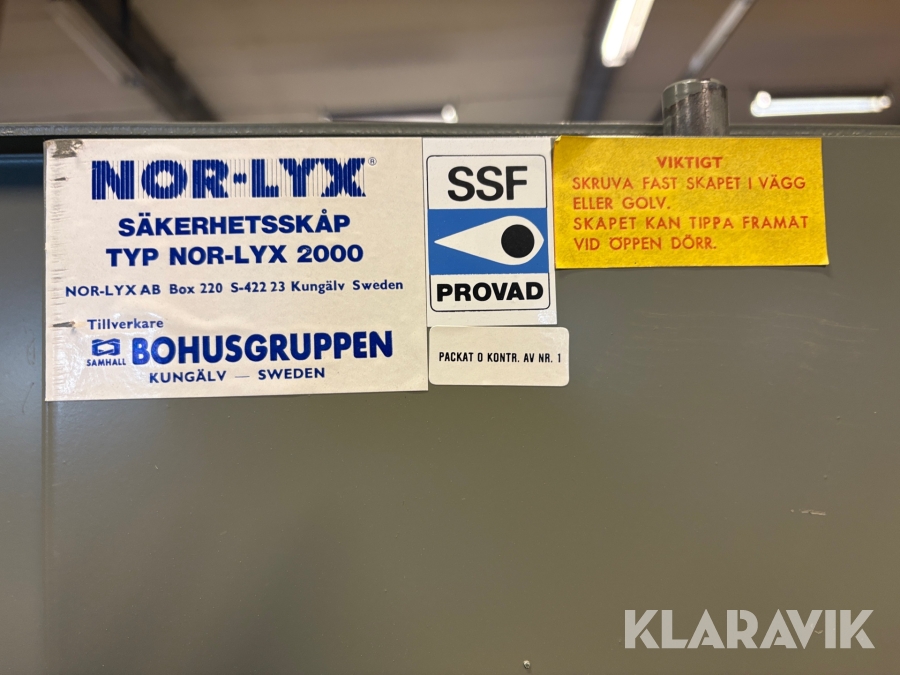 NOR-LYX®
SÄKERHETSSKÅP
TYP NOR-LYX 2000
NOR-LYX AB Box 220 S-422 23 Kungälv Sweden
Tillverkare
SAMHALL BOHUSGRUPPEN
KUNGÄLV — SWEDEN
SSF
PROVAD
PACKAT O KONTR. AV NR. 1
VIKTIGT
SKRUVA FAST SKAPET I VÄGG
ELLER GOLV.
SKAPET KAN TIPPA FRAMAT
VID ÖPPEN DÖRR.
KLARAVIK